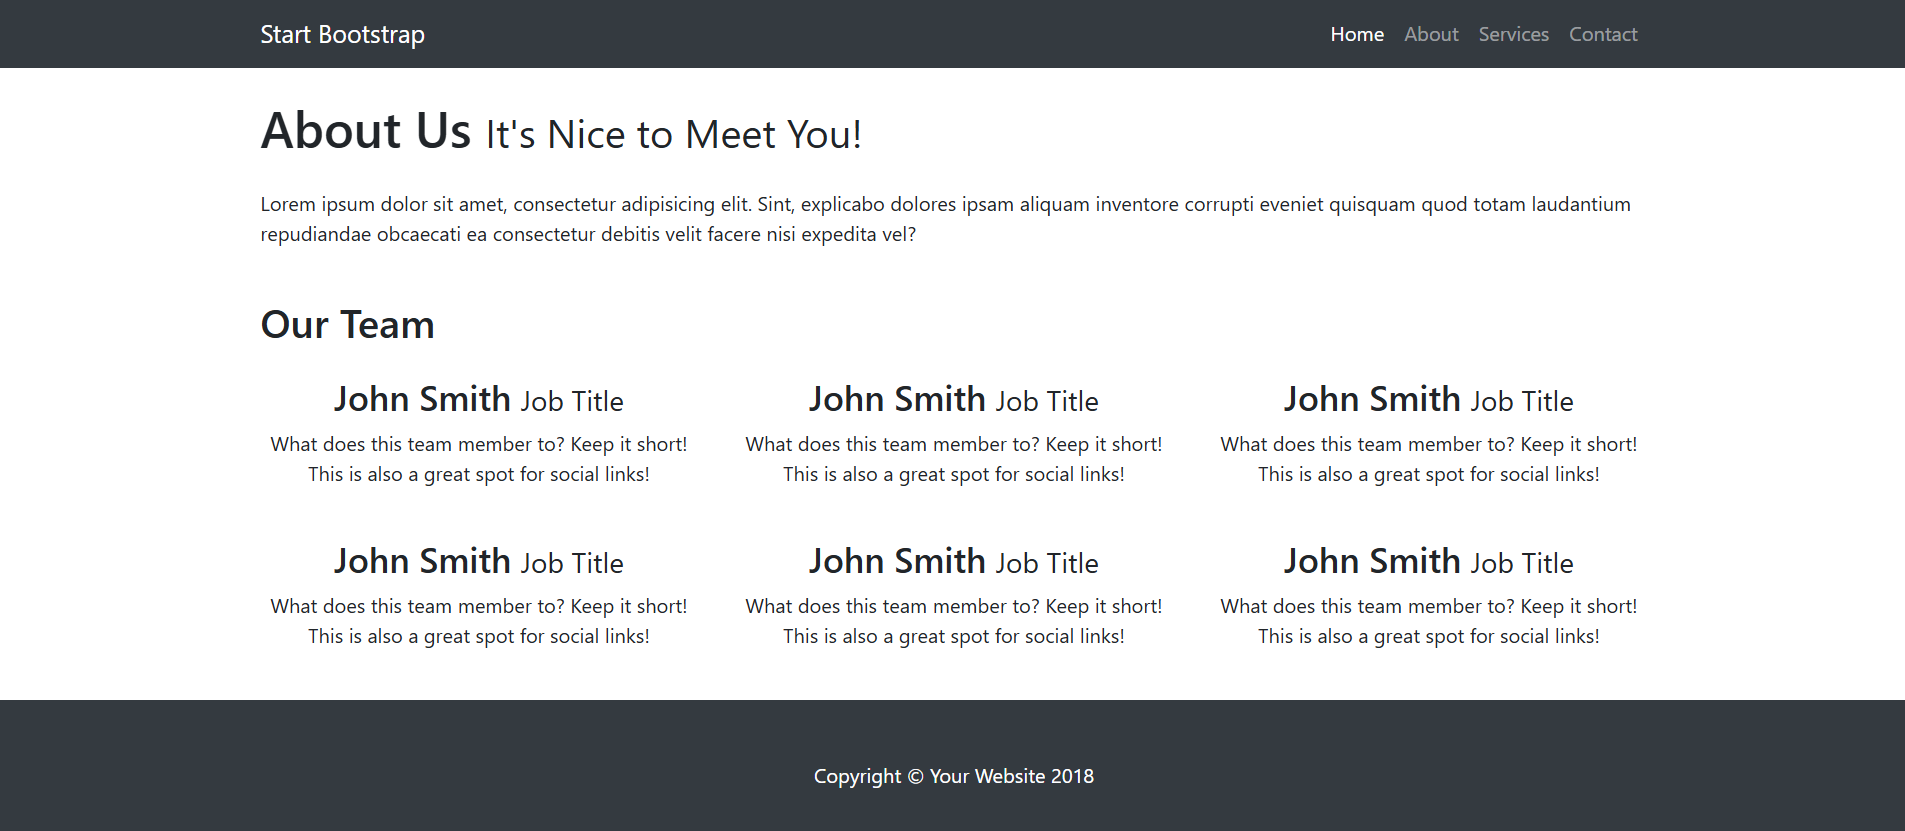 Start Bootstrap Home About Services Contact
About Us It's Nice to Meet You!
Lorem ipsum dolor sit amet, consectetur adipisicing elit. Sint, explicabo dolores ipsam aliquam inventore corrupti eveniet quisquam quod totam laudantium
repudiandae obcaecati ea consectetur debitis velit facere nisi expedita vel?
Our Team
John Smith Job Title
What does this team member to? Keep it short!
This is also a great spot for social links!
John Smith Job Title
What does this team member to? Keep it short!
This is also a great spot for social links!
John Smith Job Title
What does this team member to? Keep it short!
This is also a great spot for social links!
John Smith Job Title
What does this team member to? Keep it short!
This is also a great spot for social links!
John Smith Job Title
What does this team member to? Keep it short!
This is also a great spot for social links!
John Smith Job Title
What does this team member to? Keep it short!
This is also a great spot for social links!
Copyright © Your Website 2018